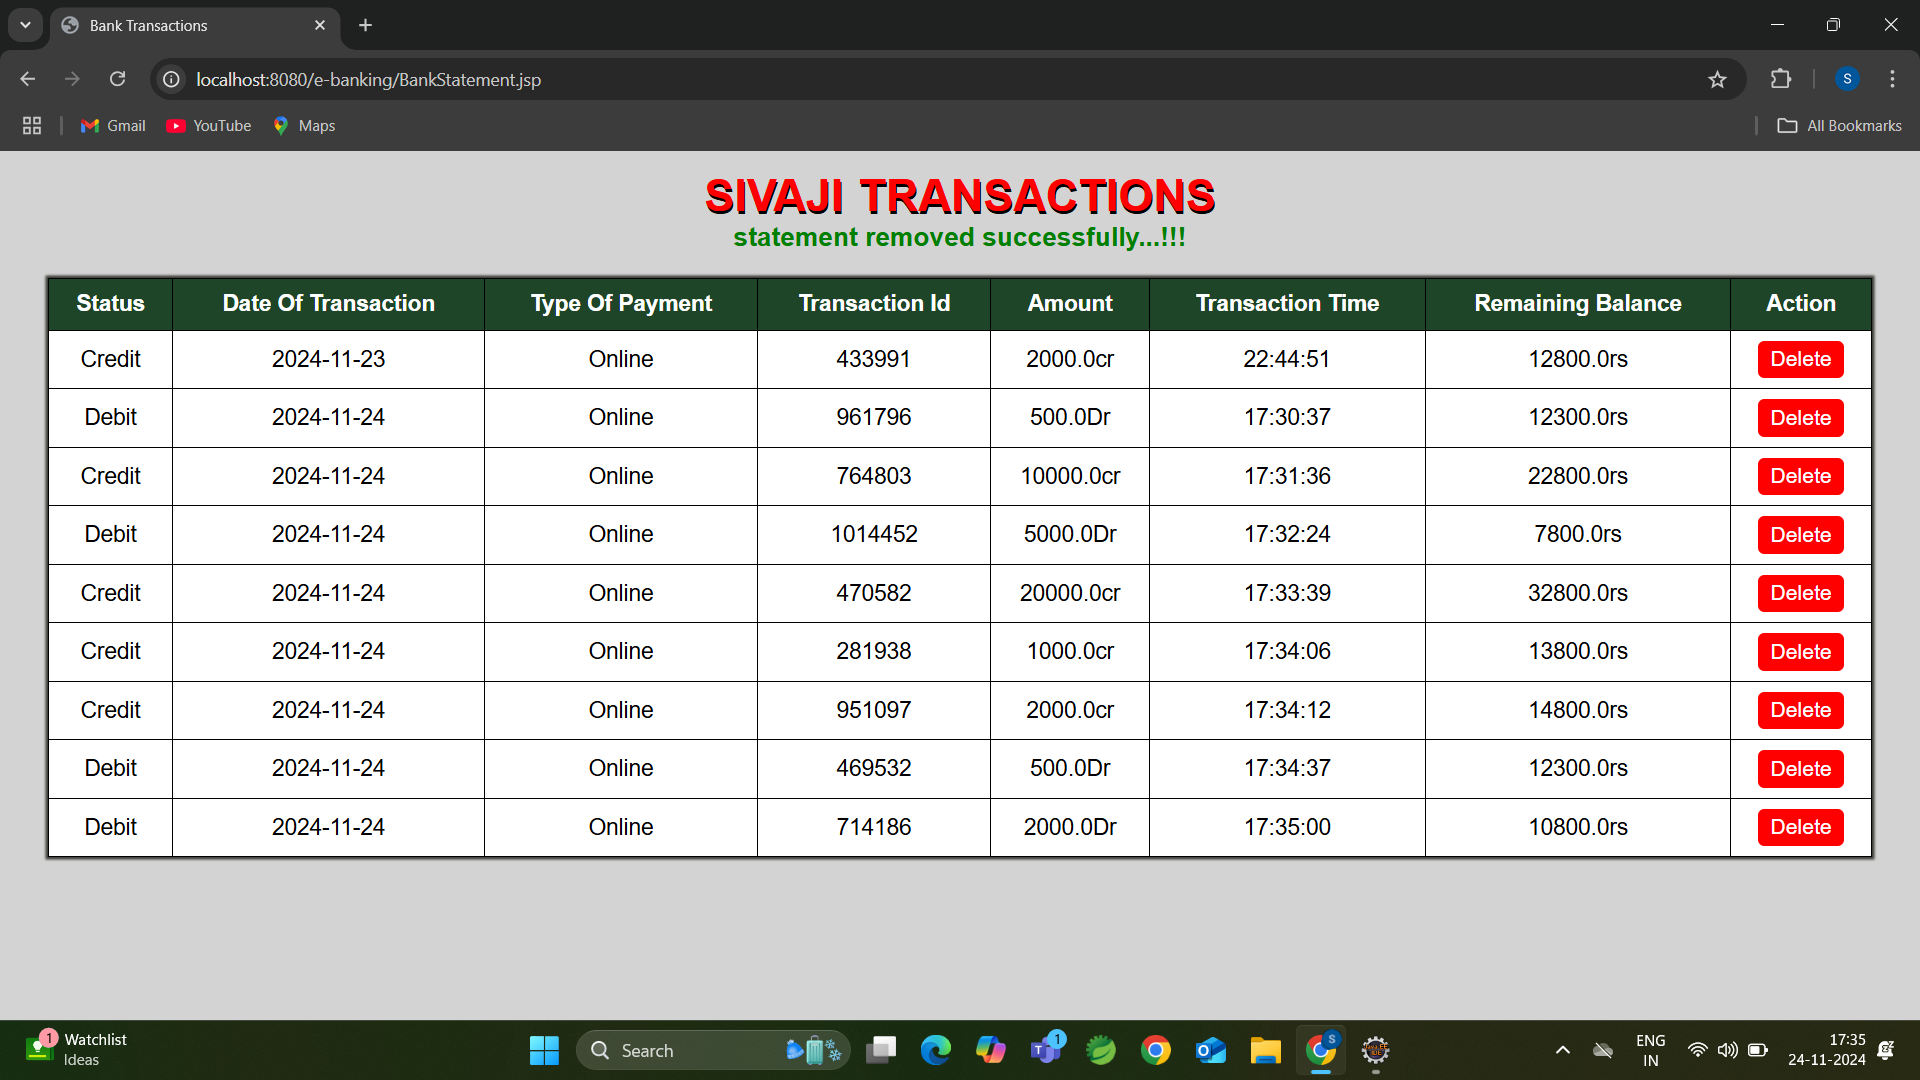 Bank Transactions
localhost:8080/e-banking/BankStatement.jsp
S
Gmail YouTube Maps All Bookmarks
SIVAJI TRANSACTIONS
statement removed successfully...!!!
Status Date Of Transaction Type Of Payment Transaction Id Amount Transaction Time Remaining Balance Action
Credit 2024-11-23 Online 433991 2000.0cr 22:44:51 12800.0rs Delete
Debit 2024-11-24 Online 961796 500.0Dr 17:30:37 12300.0rs Delete
Credit 2024-11-24 Online 764803 10000.0cr 17:31:36 22800.0rs Delete
Debit 2024-11-24 Online 1014452 5000.0Dr 17:32:24 7800.0rs Delete
Credit 2024-11-24 Online 470582 20000.0cr 17:33:39 32800.0rs Delete
Credit 2024-11-24 Online 281938 1000.0cr 17:34:06 13800.0rs Delete
Credit 2024-11-24 Online 951097 2000.0cr 17:34:12 14800.0rs Delete
Debit 2024-11-24 Online 469532 500.0Dr 17:34:37 12300.0rs Delete
Debit 2024-11-24 Online 714186 2000.0Dr 17:35:00 10800.0rs Delete
1 Watchlist
Ideas
Search
1
S
ENG
IN
17:35
24-11-2024